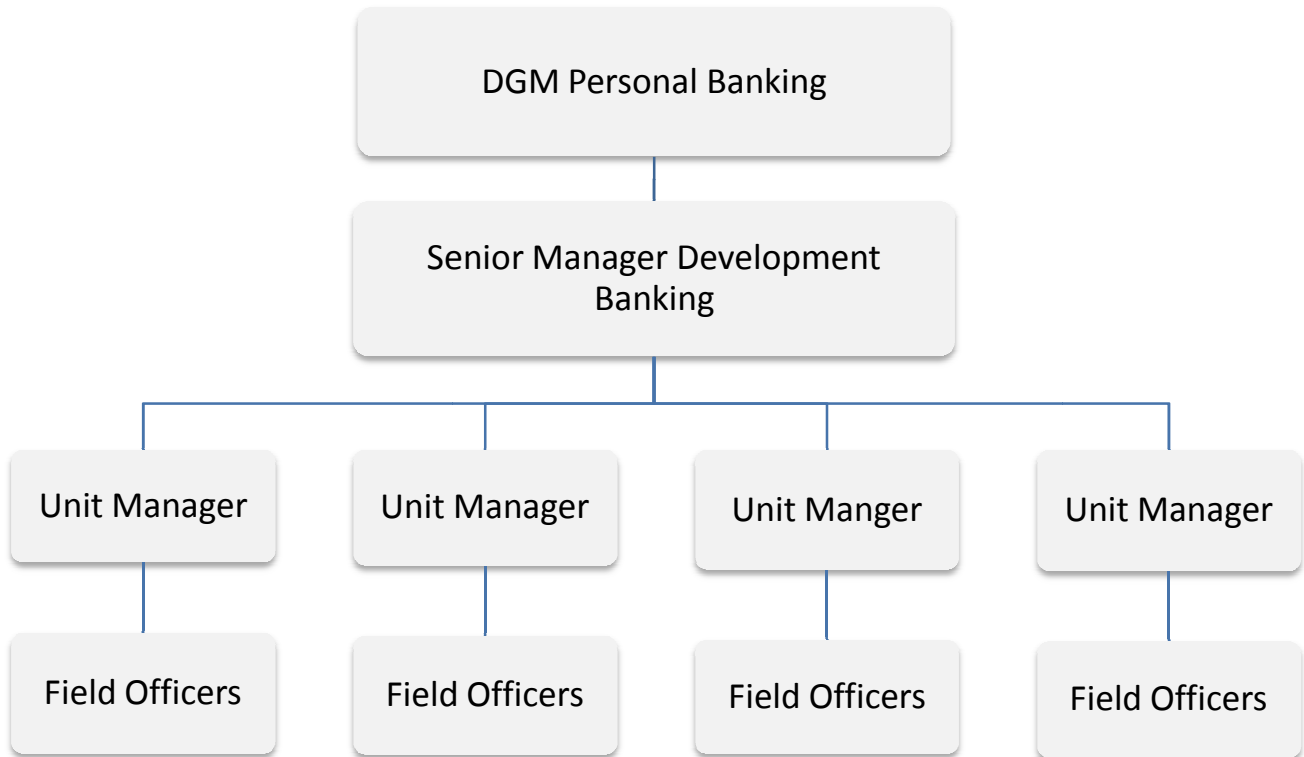 DGM Personal Banking
Senior Manager Development
Banking
Unit Manager
Unit Manager
Unit Manger
Unit Manager
Field Officers
Field Officers
Field Officers
Field Officers